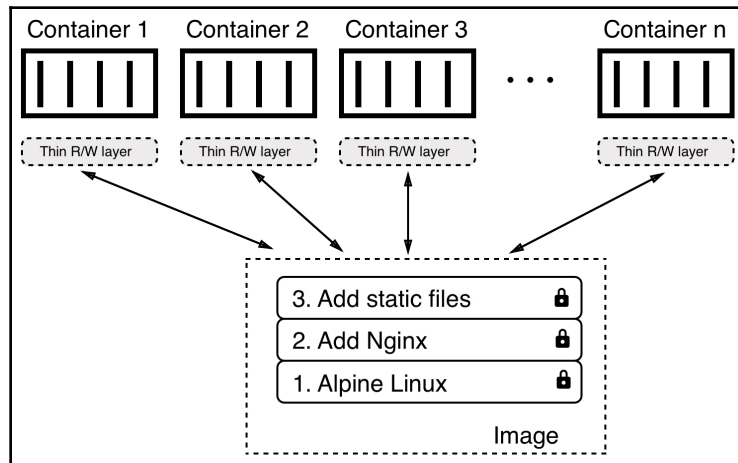 Container 1 Container 2 Container 3 Container n
Thin R/W layer Thin R/W layer Thin R/W layer Thin R/W layer
3. Add static files
2. Add Nginx
1. Alpine Linux
Image